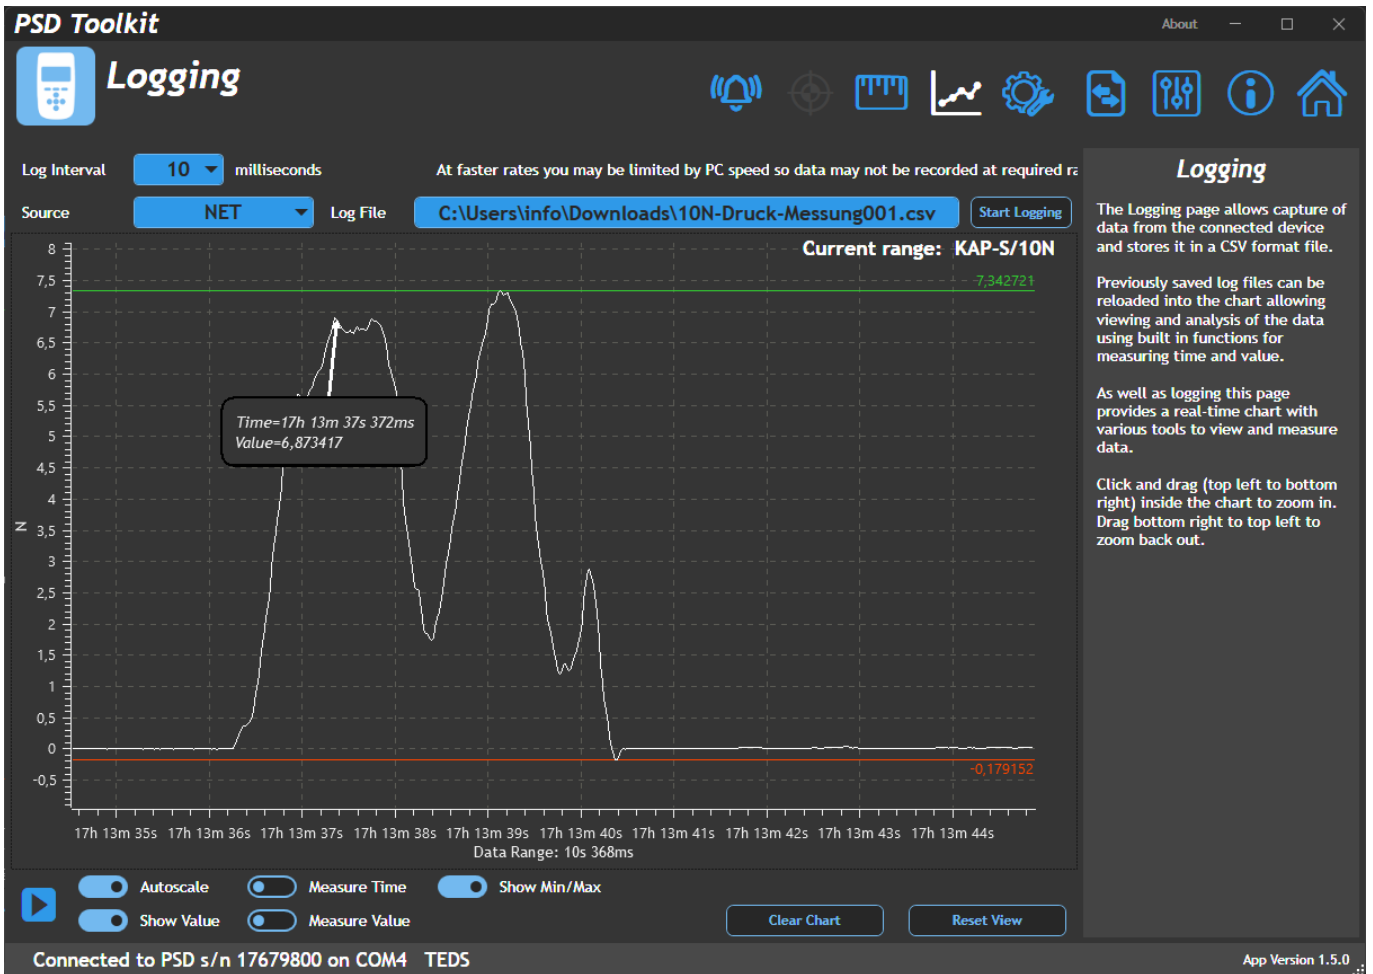 PSD Toolkit
About
Logging
Log Interval 10 milliseconds At faster rates you may be limited by PC speed so data may not be recorded at required ra
Source NET Log File C:\Users\info\Downloads\10N-Druck-Messung001.csv Start Logging
Current range: KAP-S/10N
8
7,5
7
6,5
6
5,5
5
4,5
4
3,5
3
2,5
2
1,5
1
0,5
0
-0,5
N
7,342721
Time=17h 13m 37s 372ms
Value=6,873417
-0,179152
17h 13m 35s 17h 13m 36s 17h 13m 37s 17h 13m 38s 17h 13m 39s 17h 13m 40s 17h 13m 41s 17h 13m 42s 17h 13m 43s 17h 13m 44s
Data Range: 10s 368ms
Autoscale Measure Time Show Min/Max
Show Value Measure Value Clear Chart Reset View
Logging
The Logging page allows capture of
data from the connected device
and stores it in a CSV format file.
Previously saved log files can be
reloaded into the chart allowing
viewing and analysis of the data
using built in functions for
measuring time and value.
As well as logging this page
provides a real-time chart with
various tools to view and measure
data.
Click and drag (top left to bottom
right) inside the chart to zoom in.
Drag bottom right to top left to
zoom back out.
Connected to PSD s/n 17679800 on COM4 TEDS
App Version 1.5.0